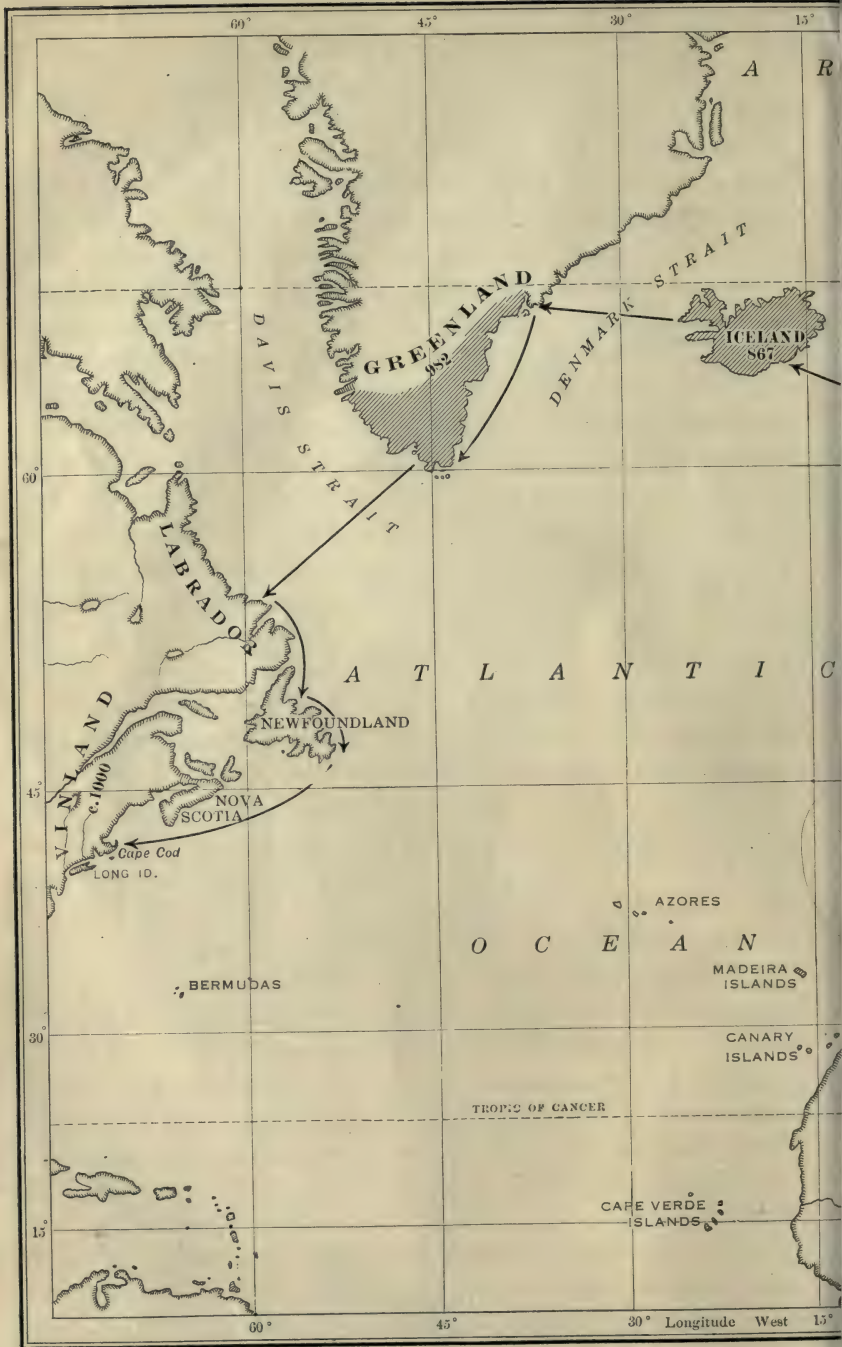 60° 45° 30° 15°
A R
DENMARK STRAIT
GREENLAND
982
ICELAND
867
DAVIS STRAIT
60°
LABRADOR
ATLANTIC
VINLAND
c.1000
NEWFOUNDLAND
45°
NOVA
SCOTIA
Cape Cod
LONG ID.
AZORES
OCEAN
MADEIRA
ISLANDS
BERMUDAS
30°
CANARY
ISLANDS
TROPIC OF CANCER
CAPE VERDE
ISLANDS
15°
60° 45° 30° Longitude West 15°